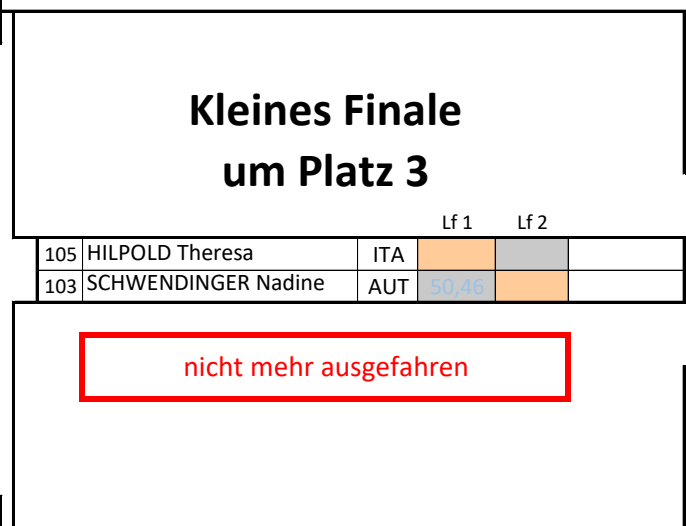 Kleines Finale
um Platz 3
Lf 1 Lf 2
105 HILPOLD Theresa ITA
103 SCHWENDINGER Nadine AUT 50,46
nicht mehr ausgefahren